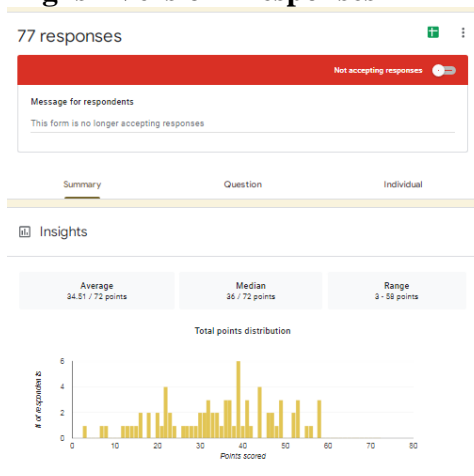 77 responses
Not accepting responses
Message for respondents
This form is no longer accepting responses
Summary Question Individual
Insights
Average Median Range
34.51 / 72 points 36 / 72 points 3 - 58 points
Total points distribution
# of respondents
6
4
2
0
0 10 20 30 40 50 60 70 80
Points scored